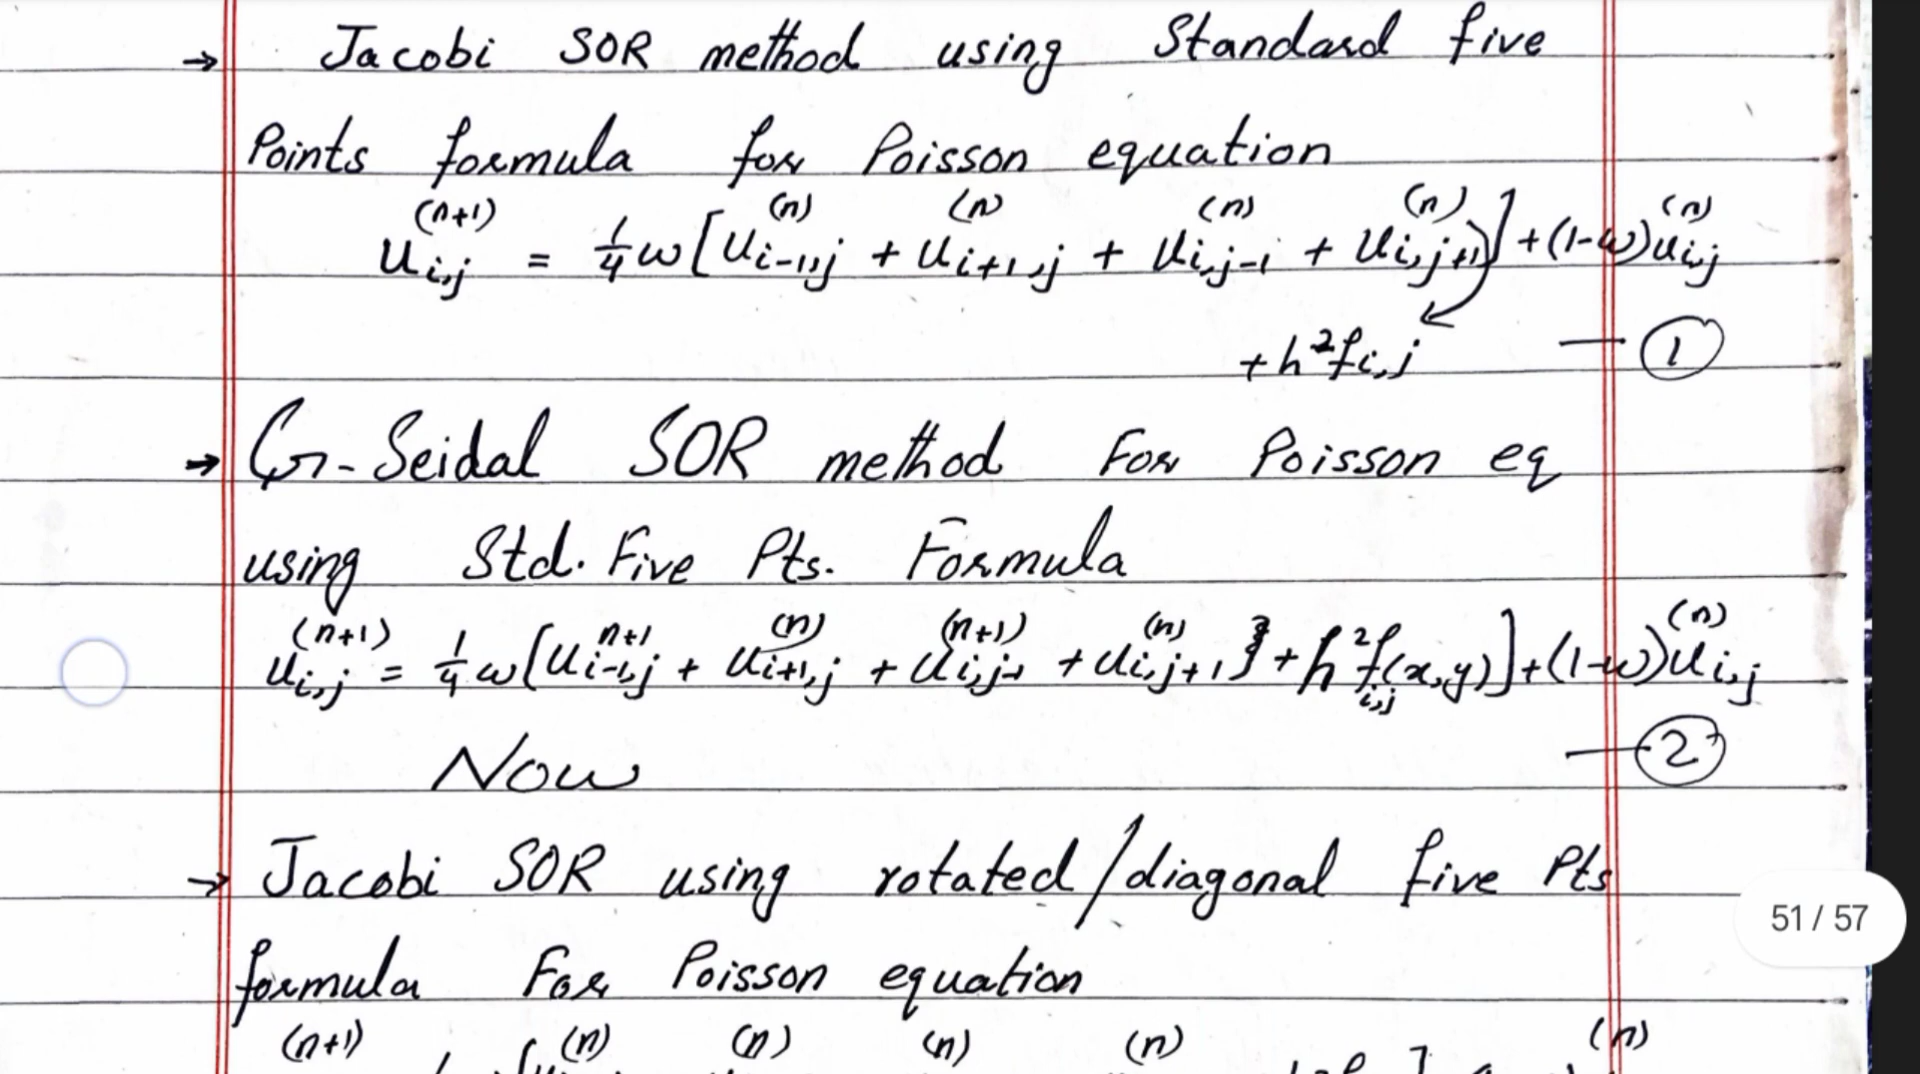 → Jacobi SOR method using Standard five
Points formula for Poisson equation
u_{i,j}^{(n+1)} = 1/4 ω [u_{i-1,j}^{(n)} + u_{i+1,j}^{(n)} + u_{i,j-1}^{(n)} + u_{i,j+1}^{(n)}] + (1-ω)u_{i,j}^{(n)}
+ h²f_{i,j} — ①
→ G-Seidal SOR method For Poisson eq
using Std. Five Pts. Formula
u_{i,j}^{(n+1)} = 1/4 ω [u_{i-1,j}^{n+1} + u_{i+1,j}^{(n)} + u_{i,j-1}^{(n+1)} + u_{i,j+1}^{(n)}} + h²f_{i,j}(x,y)] + (1-ω)u_{i,j}^{(n)}
— ②
Now
→ Jacobi SOR using rotated/diagonal five Pts
formula For Poisson equation
(n+1) (n) (n) (n) (n) (n)
51 / 57